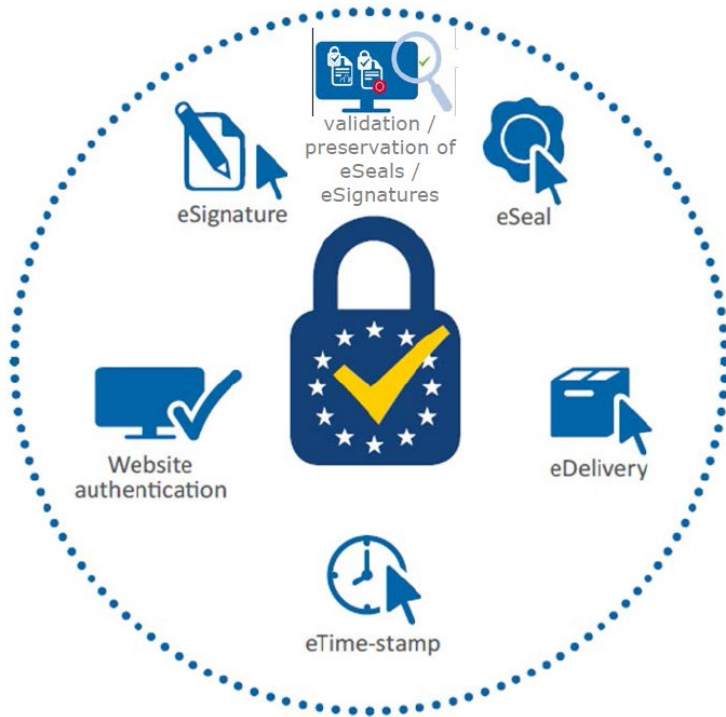 validation /
preservation of
eSeals /
eSignatures
eSignature
eSeal
Website
authentication
eDelivery
eTime-stamp